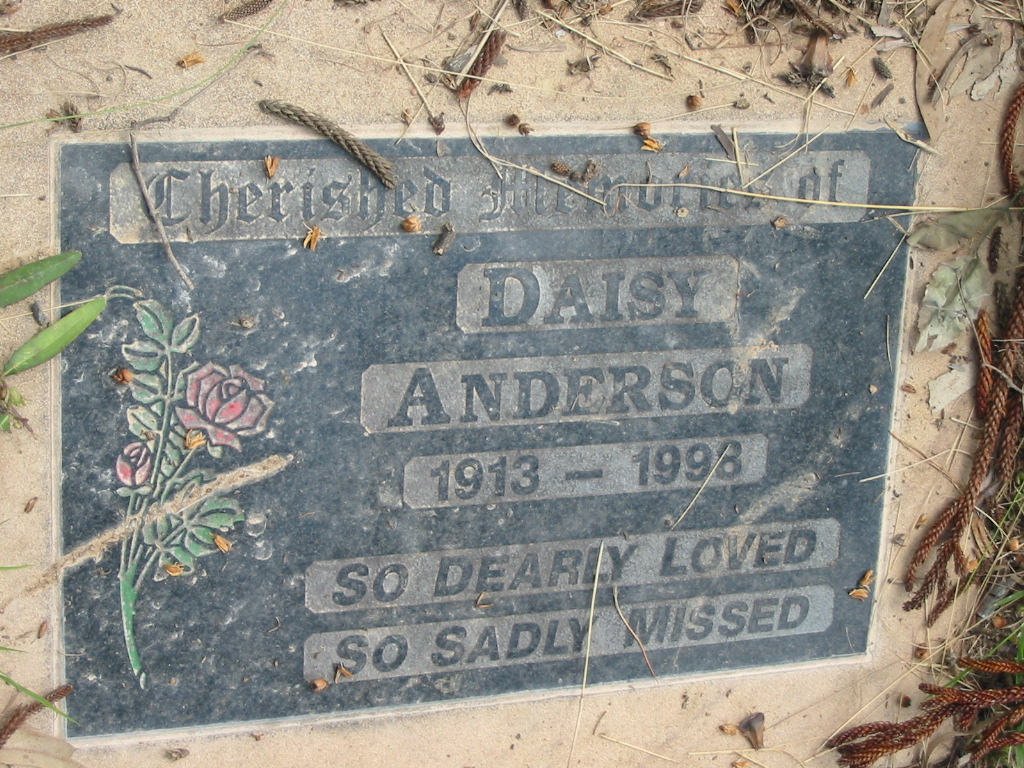 Cherished Memories of
DAISY
ANDERSON
1913 – 1998
SO DEARLY LOVED
SO SADLY MISSED